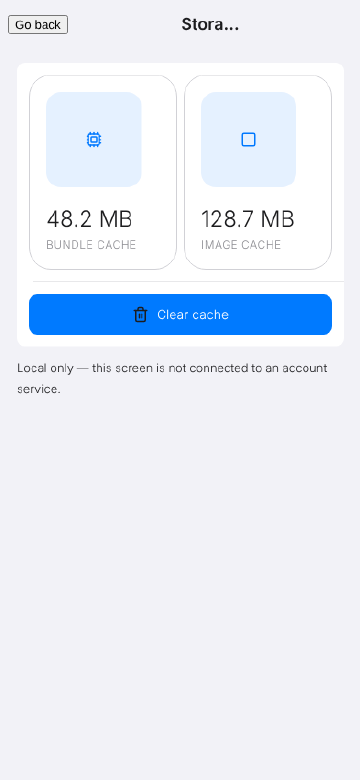 Go back
Stora...
48.2 MB
BUNDLE CACHE
128.7 MB
IMAGE CACHE
Clear cache
Local only — this screen is not connected to an account
service.